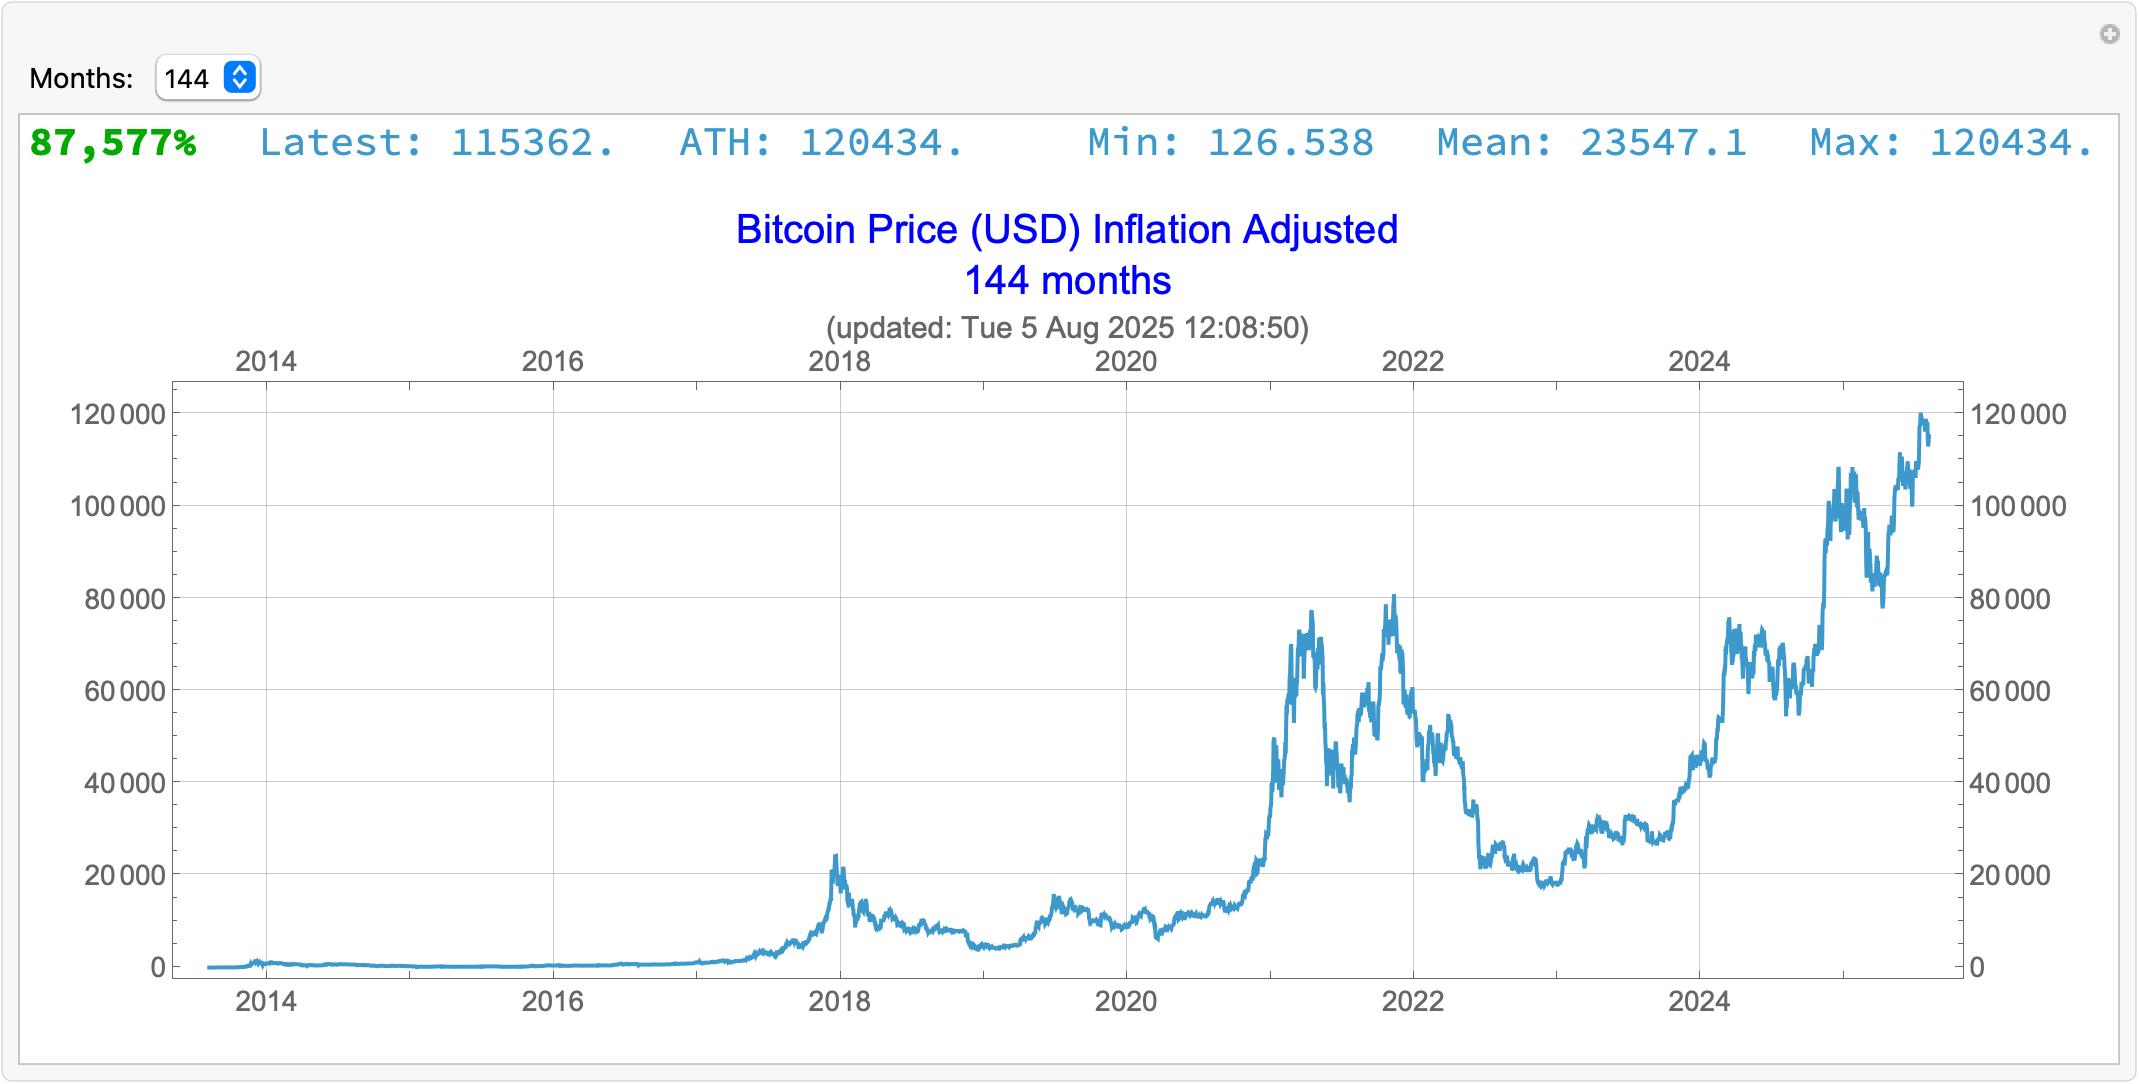 Months: 144
87,577% Latest: 115362. ATH: 120434. Min: 126.538 Mean: 23547.1 Max: 120434.
Bitcoin Price (USD) Inflation Adjusted
144 months
(updated: Tue 5 Aug 2025 12:08:50)
2014 2016 2018 2020 2022 2024
120 000 120 000
100 000 100 000
80 000 80 000
60 000 60 000
40 000 40 000
20 000 20 000
0 0
2014 2016 2018 2020 2022 2024